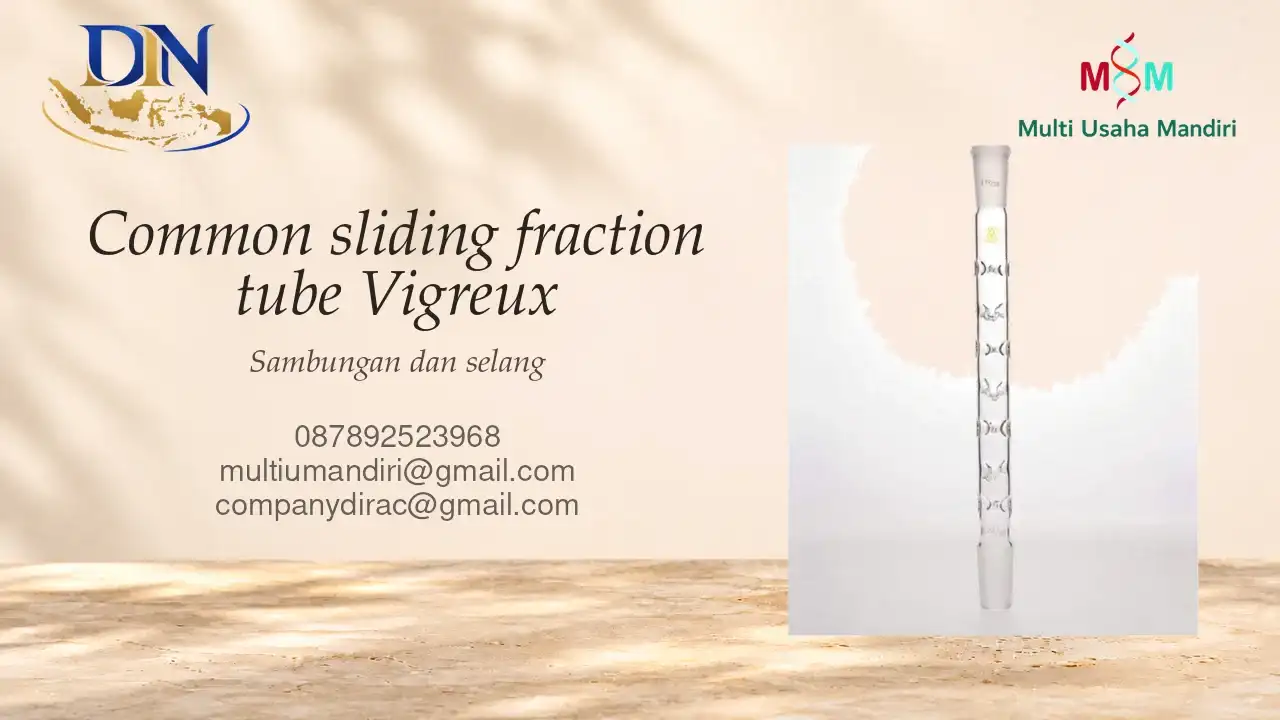 DIN
MSM
Multi Usaha Mandiri
Common sliding fraction
tube Vigreux
Sambungan dan selang
087892523968
multiumandiri@gmail.com
companydirac@gmail.com